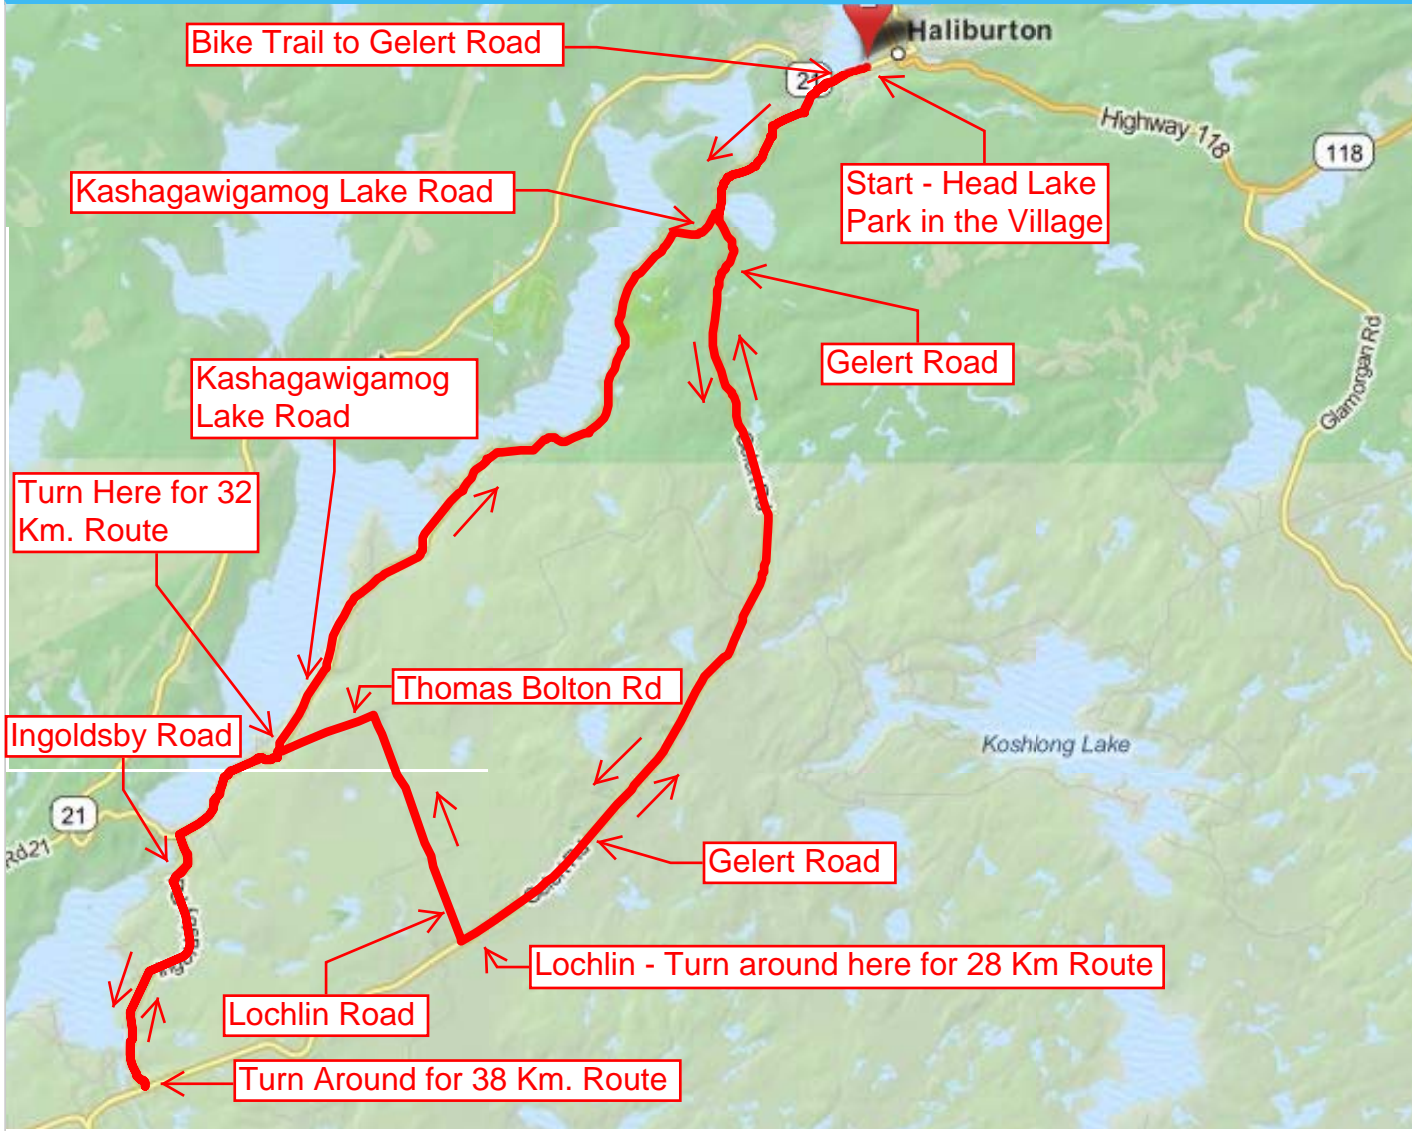 Haliburton
Bike Trail to Gelert Road
21
Highway 118
118
Kashagawigamog Lake Road
Start - Head Lake
Park in the Village
Gelert Road
Glamorgan Rd
Kashagawigamog
Lake Road
Turn Here for 32
Km. Route
Thomas Bolton Rd
Ingoldsby Road
Koshlong Lake
21
Rd21
Gelert Road
Lochlin - Turn around here for 28 Km Route
Lochlin Road
Turn Around for 38 Km. Route